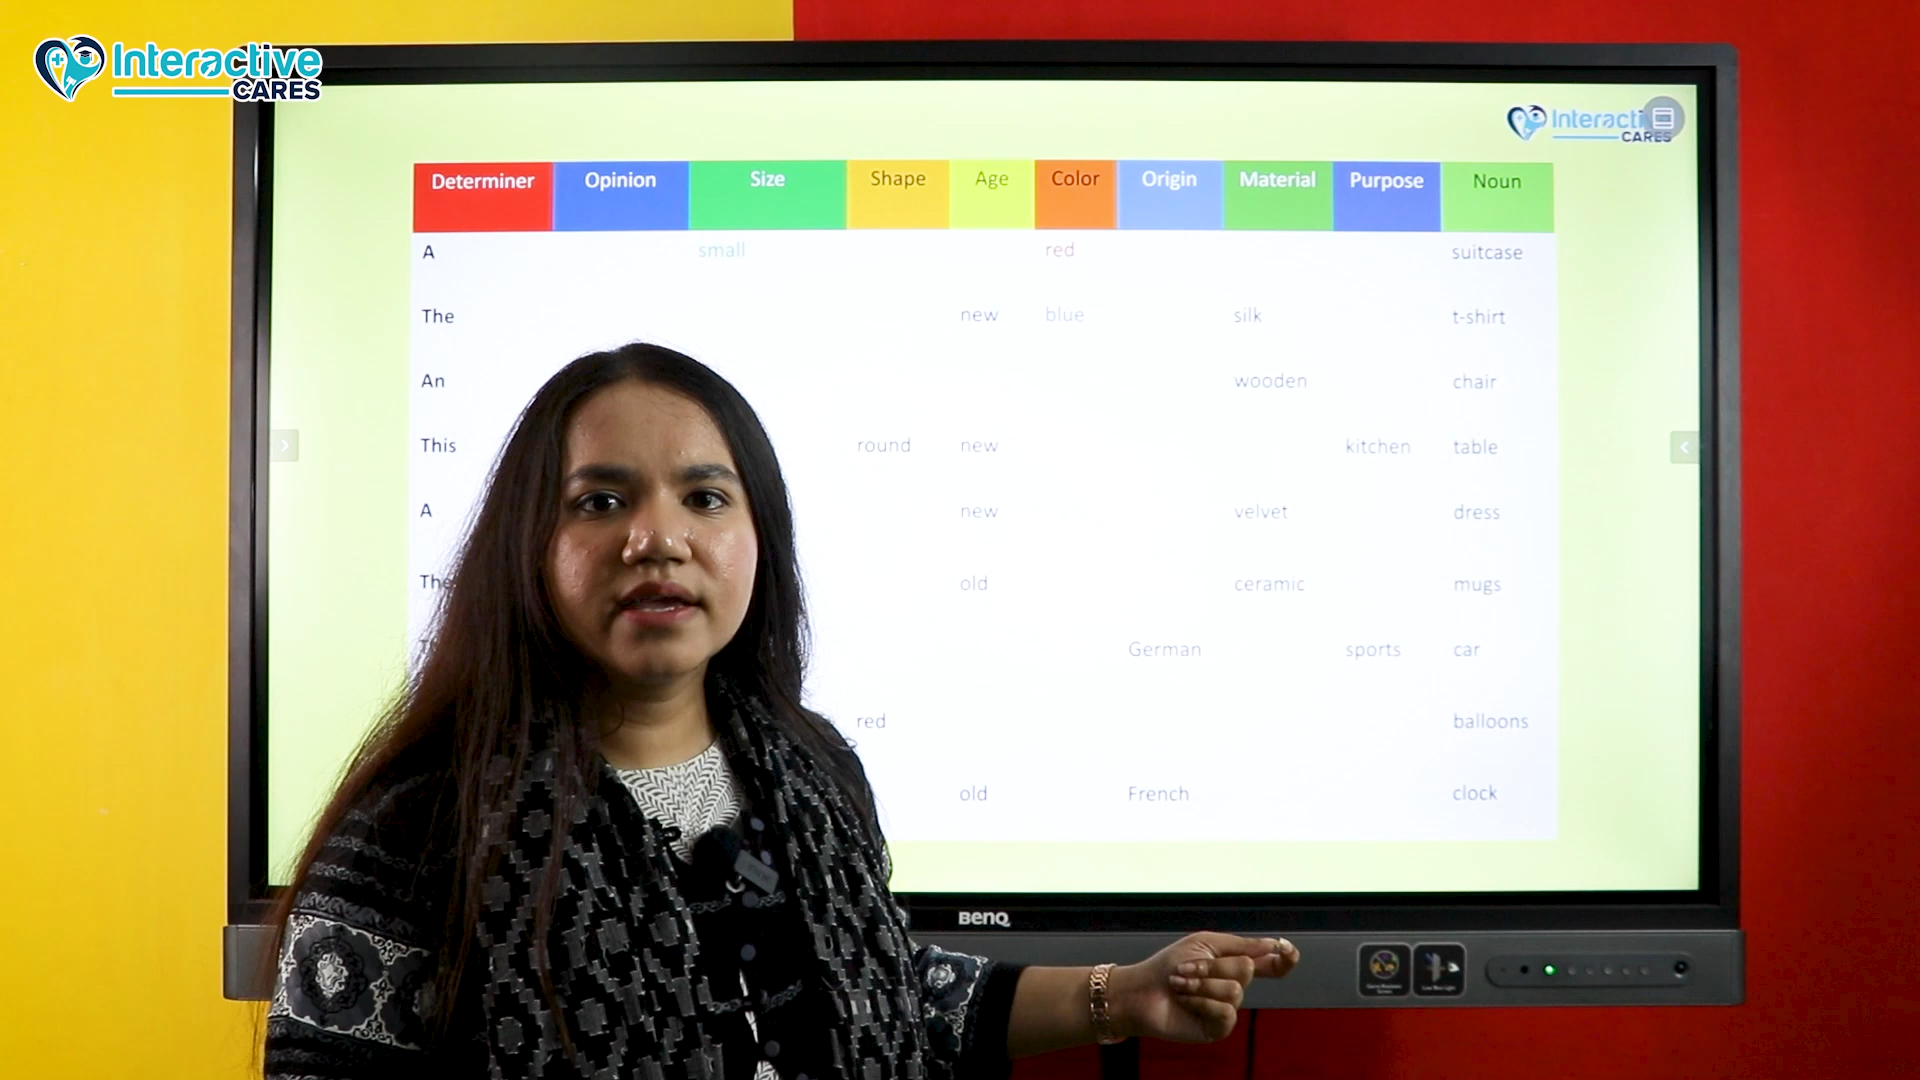 Interactive
CARES
CARES
Determiner Opinion Size Shape Age Color Origin Material Purpose Noun
A small red suitcase
The new blue silk t-shirt
An wooden chair
This round new kitchen table
A new velvet dress
The old ceramic mugs
German sports car
red balloons
old French clock
BenQ